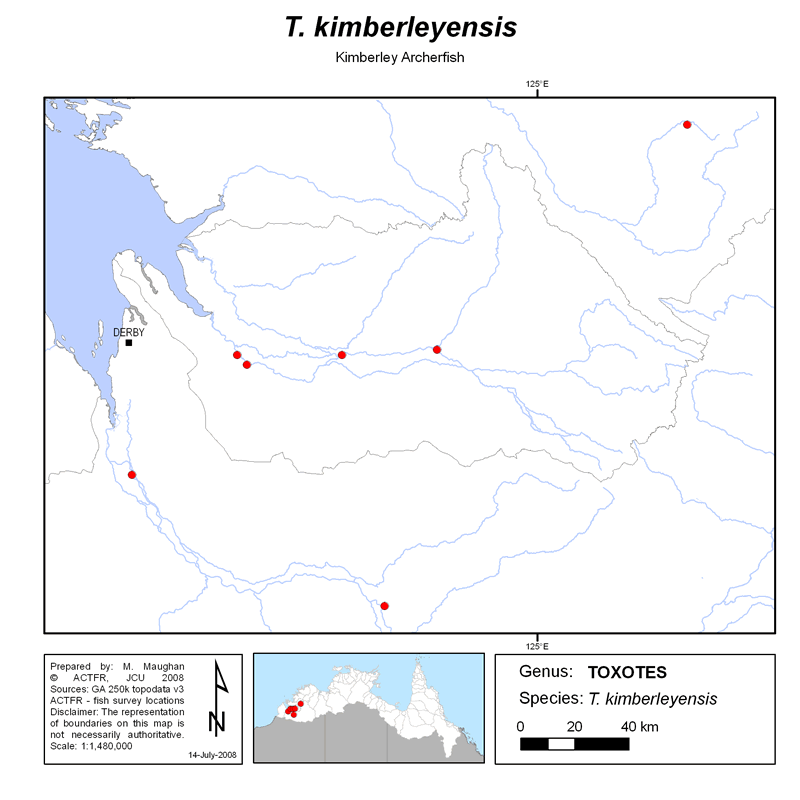 T. kimberleyensis
Kimberley Archerfish
125°E
DERBY
125°E
Prepared by: M. Maughan
© ACTFR, JCU 2008
Sources: GA 250k topodata v3
ACTFR - fish survey locations
Disclaimer: The representation
of boundaries on this map is
not necessarily authoritative.
Scale: 1:1,480,000
N
14-July-2008
Genus: TOXOTES
Species: T. kimberleyensis
0 20 40 km